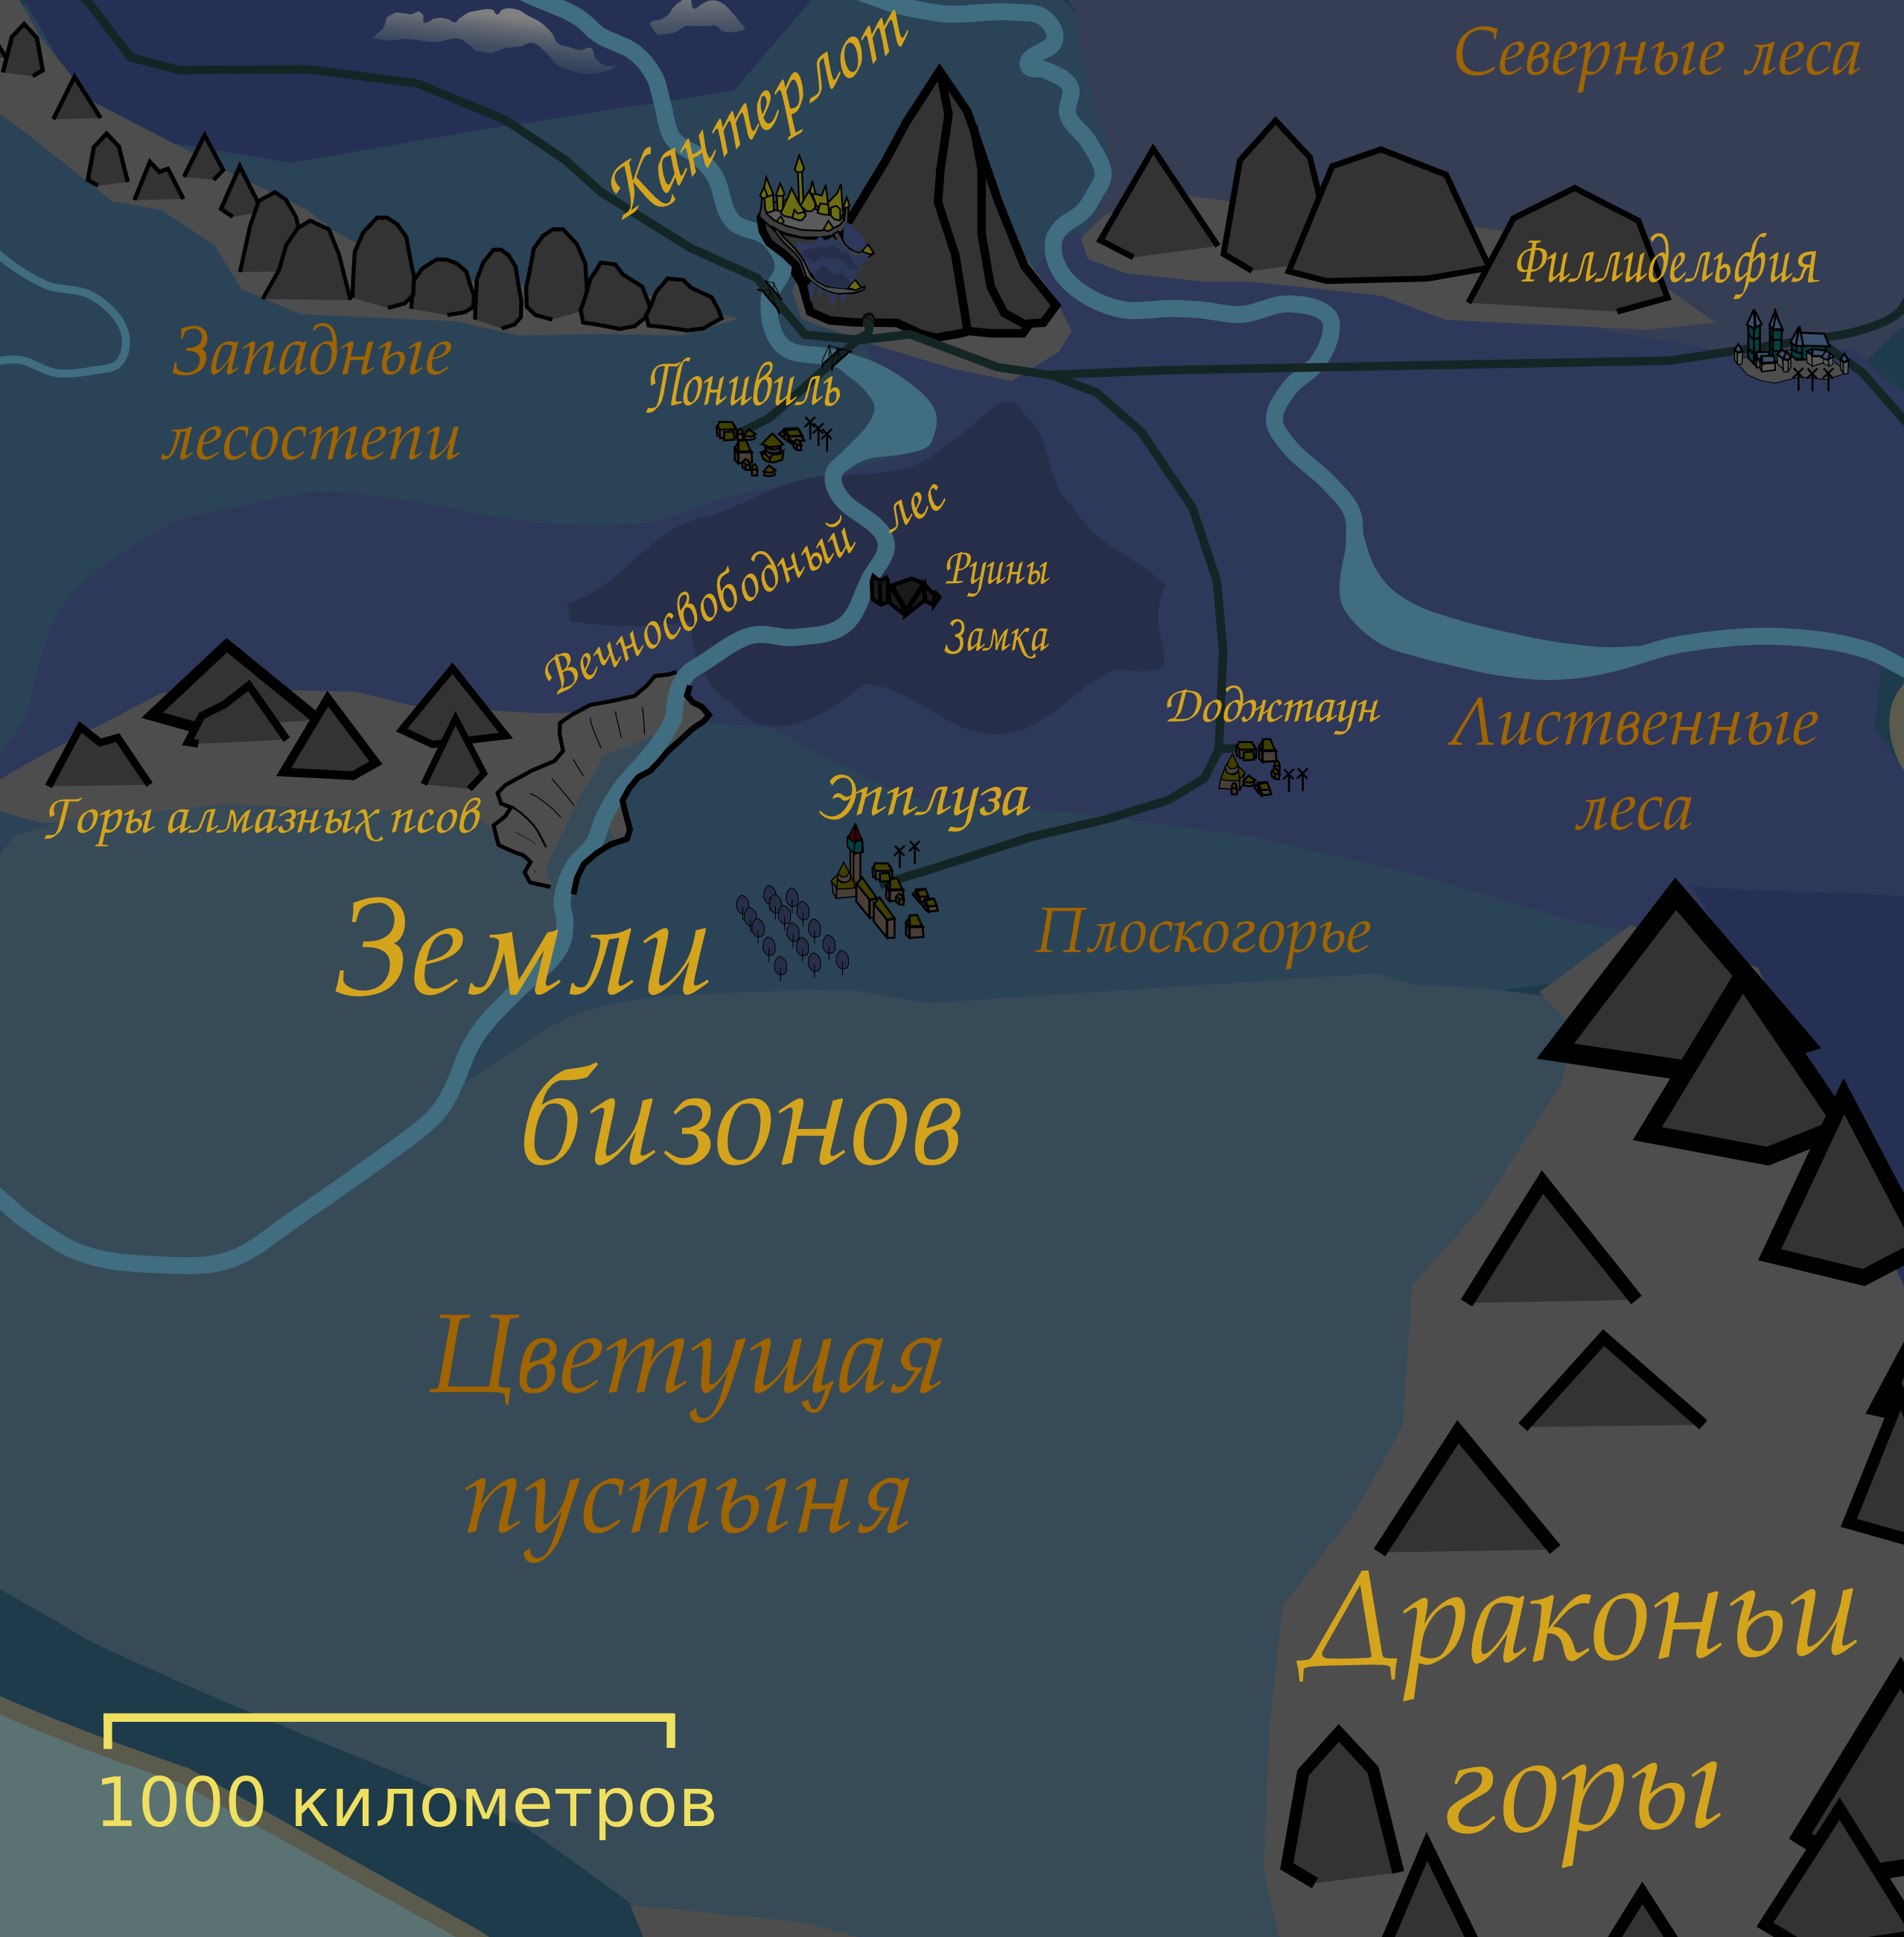 Северные леса
Кантерлот
Филлидельфия
Западные
лесостепи
Понивиль
Вечносвободный лес
Руины
Замка
Доджстаун
Лиственные
леса
Горы алмазных псов
Эпплуза
Плоскогорье
Земли
бизонов
Цветущая
пустыня
Драконьи
горы
1000 километров